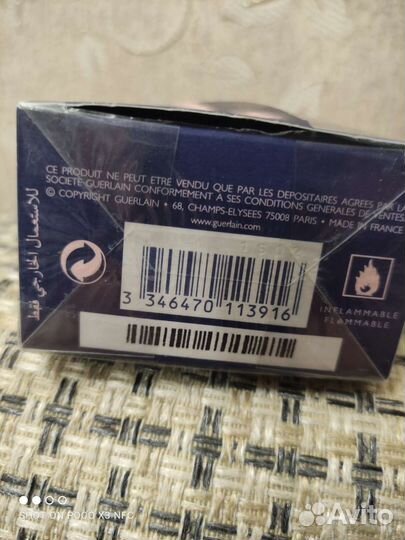 CE PRODUIT NE PEUT ÊTRE VENDU QUE PAR LES DEPOSITAIRES AGREES PAR LA
SOCIETE GUERLAIN CONFORMEMENT A SES CONDITIONS GENERALES DE VENTES
© COPYRIGHT GUERLAIN • 68, CHAMPS-ELYSEES 75008 PARIS • MADE IN FRANCE
www.guerlain.com
للاستعمال الخارجي فقط
3 346470 113916
INFLAMMABLE
FLAMMABLE
SHOT ON POCO X3 NFC
Avito